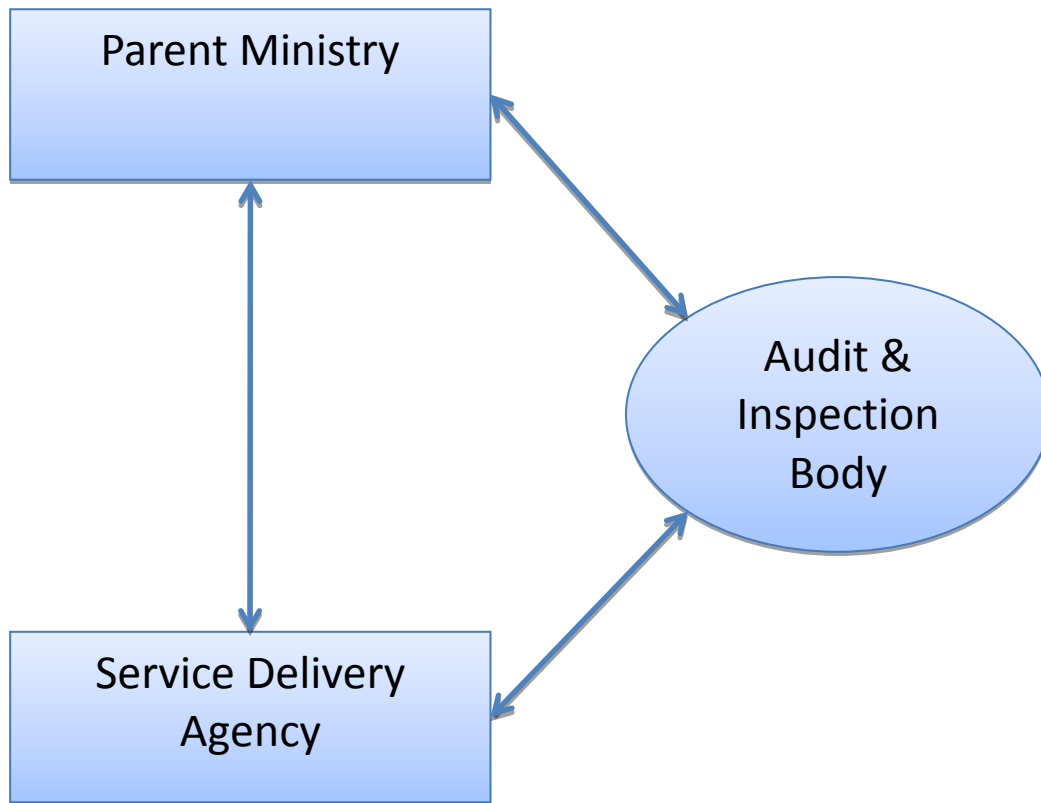 Parent Ministry
Audit &
Inspection
Body
Service Delivery
Agency